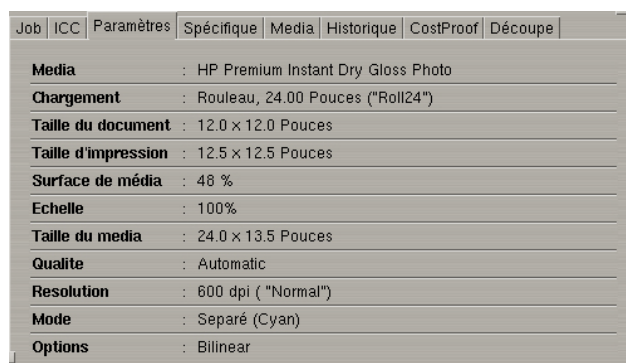 Job ICC Paramètres Spécifique Media Historique CostProof Découpe
Media : HP Premium Instant Dry Gloss Photo
Chargement : Rouleau, 24.00 Pouces ("Roll24")
Taille du document : 12.0 × 12.0 Pouces
Taille d'impression : 12.5 × 12.5 Pouces
Surface de média : 48 %
Echelle : 100%
Taille du media : 24.0 × 13.5 Pouces
Qualite : Automatic
Resolution : 600 dpi ( "Normal")
Mode : Separé (Cyan)
Options : Bilinear